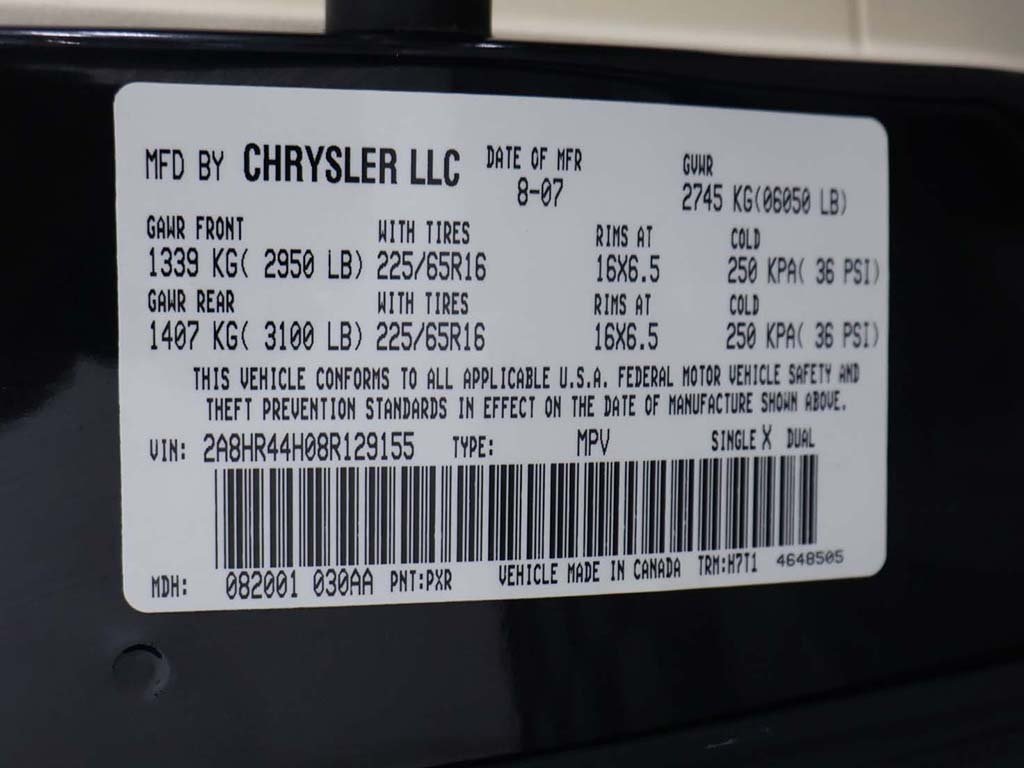 MFD BY CHRYSLER LLC DATE OF MFR GVWR
8-07 2745 KG(06050 LB)
GAWR FRONT WITH TIRES RIMS AT COLD
1339 KG( 2950 LB) 225/65R16 16X6.5 250 KPA( 36 PSI)
GAWR REAR WITH TIRES RIMS AT COLD
1407 KG( 3100 LB) 225/65R16 16X6.5 250 KPA( 36 PSI)
THIS VEHICLE CONFORMS TO ALL APPLICABLE U.S.A. FEDERAL MOTOR VEHICLE SAFETY AND
THEFT PREVENTION STANDARDS IN EFFECT ON THE DATE OF MANUFACTURE SHOWN ABOVE.
VIN: 2A8HR44H08R129155 TYPE: MPV SINGLE X DUAL
MDH: 082001 030AA PNT:PXR VEHICLE MADE IN CANADA TRM:H7T1 4648505